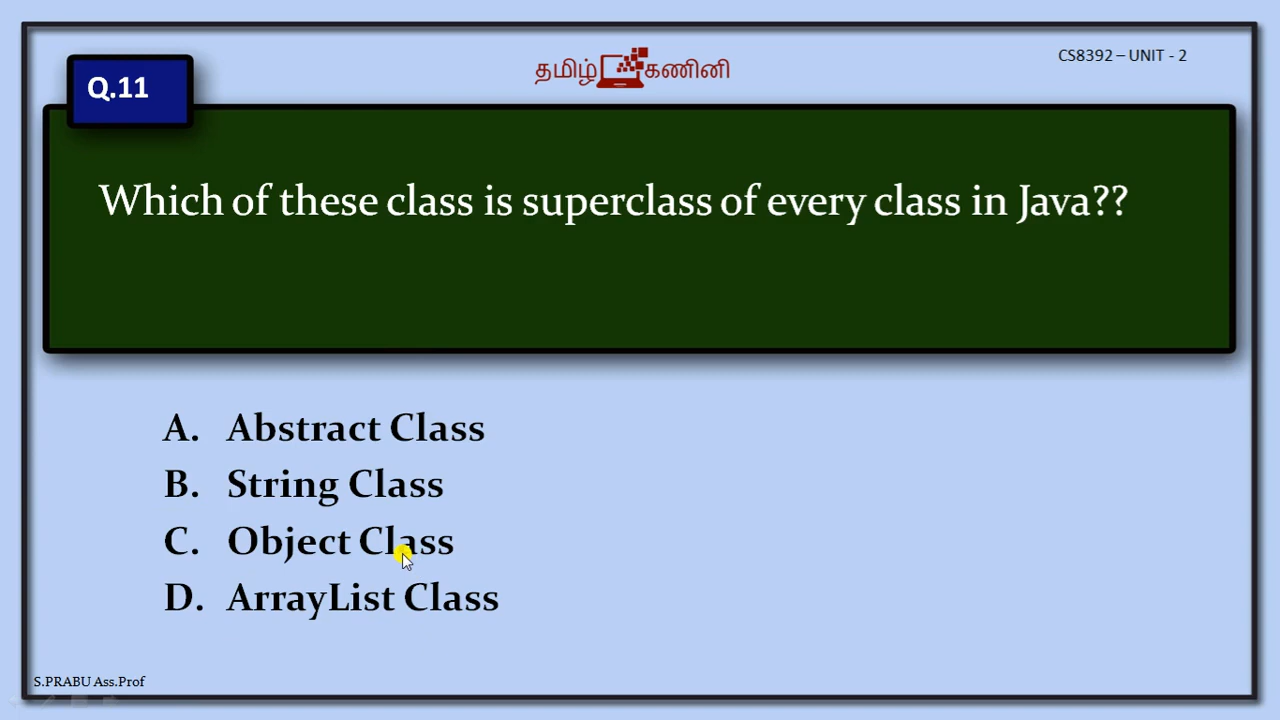 தமிழ் கணினி
CS8392 – UNIT - 2
Q.11
Which of these class is superclass of every class in Java??
A. Abstract Class
B. String Class
C. Object Class
D. ArrayList Class
S.PRABU Ass.Prof